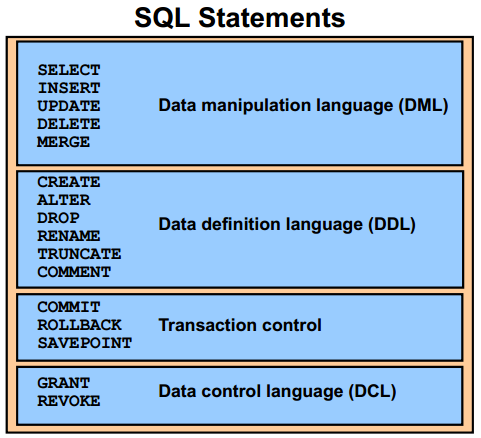 SQL Statements
SELECT
INSERT
UPDATE
DELETE
MERGE
Data manipulation language (DML)
CREATE
ALTER
DROP
RENAME
TRUNCATE
COMMENT
Data definition language (DDL)
COMMIT
ROLLBACK
SAVEPOINT
Transaction control
GRANT
REVOKE
Data control language (DCL)